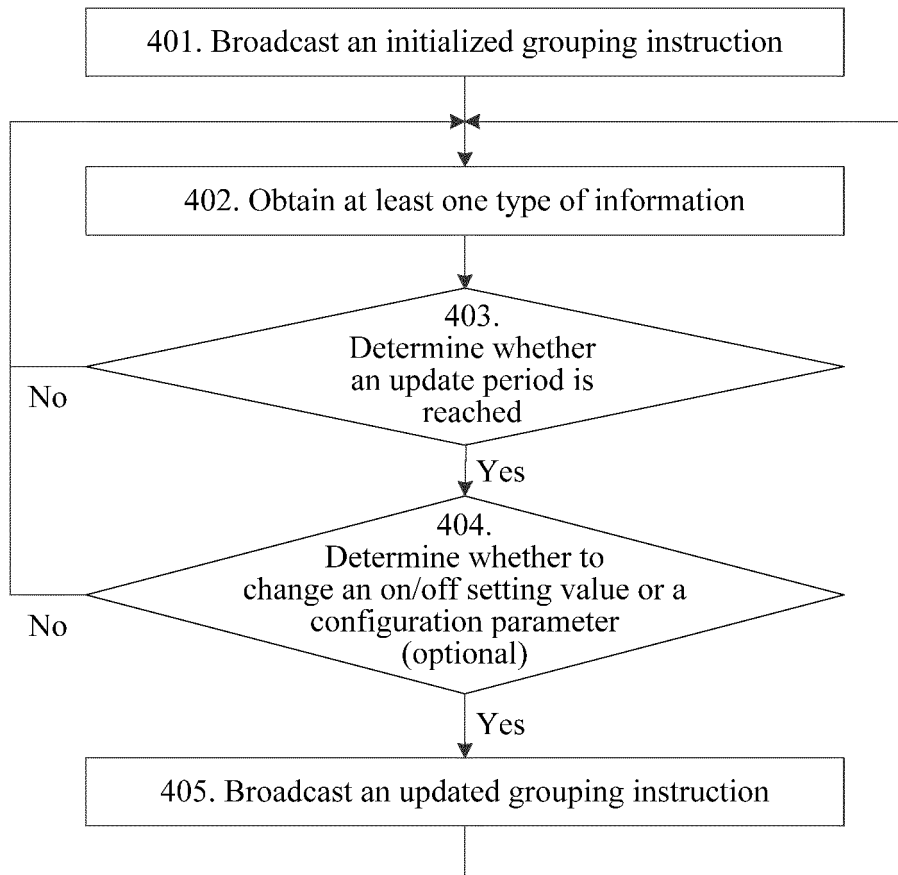 401. Broadcast an initialized grouping instruction
402. Obtain at least one type of information
403.
Determine whether
an update period is
reached
No
Yes
404.
Determine whether to
change an on/off setting value or a
configuration parameter
(optional)
No
Yes
405. Broadcast an updated grouping instruction